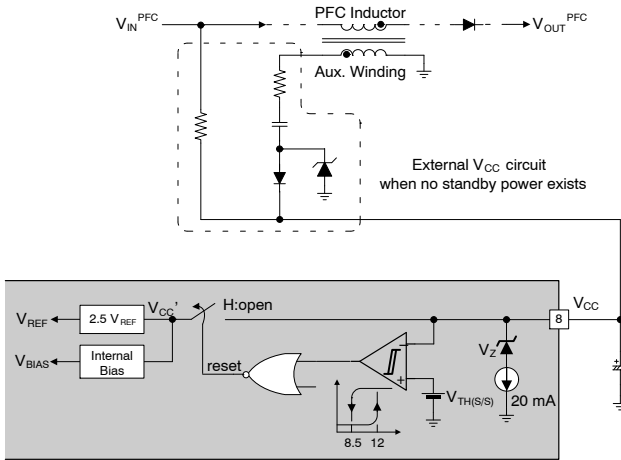 V_IN^PFC
PFC Inductor
V_OUT^PFC
Aux. Winding
External V_CC circuit
when no standby power exists
V_REF
2.5 V_REF
V_CC'
H:open
8
V_CC
V_BIAS
Internal
Bias
reset
V_Z
V_TH(S/S)
20 mA
8.5
12